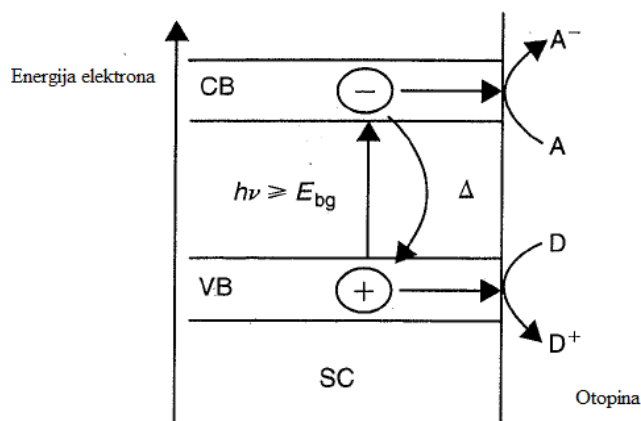 A⁻
Energija elektrona
CB
−
A
hν ≥ E_bg
Δ
D
VB
+
D⁺
SC
Otopina